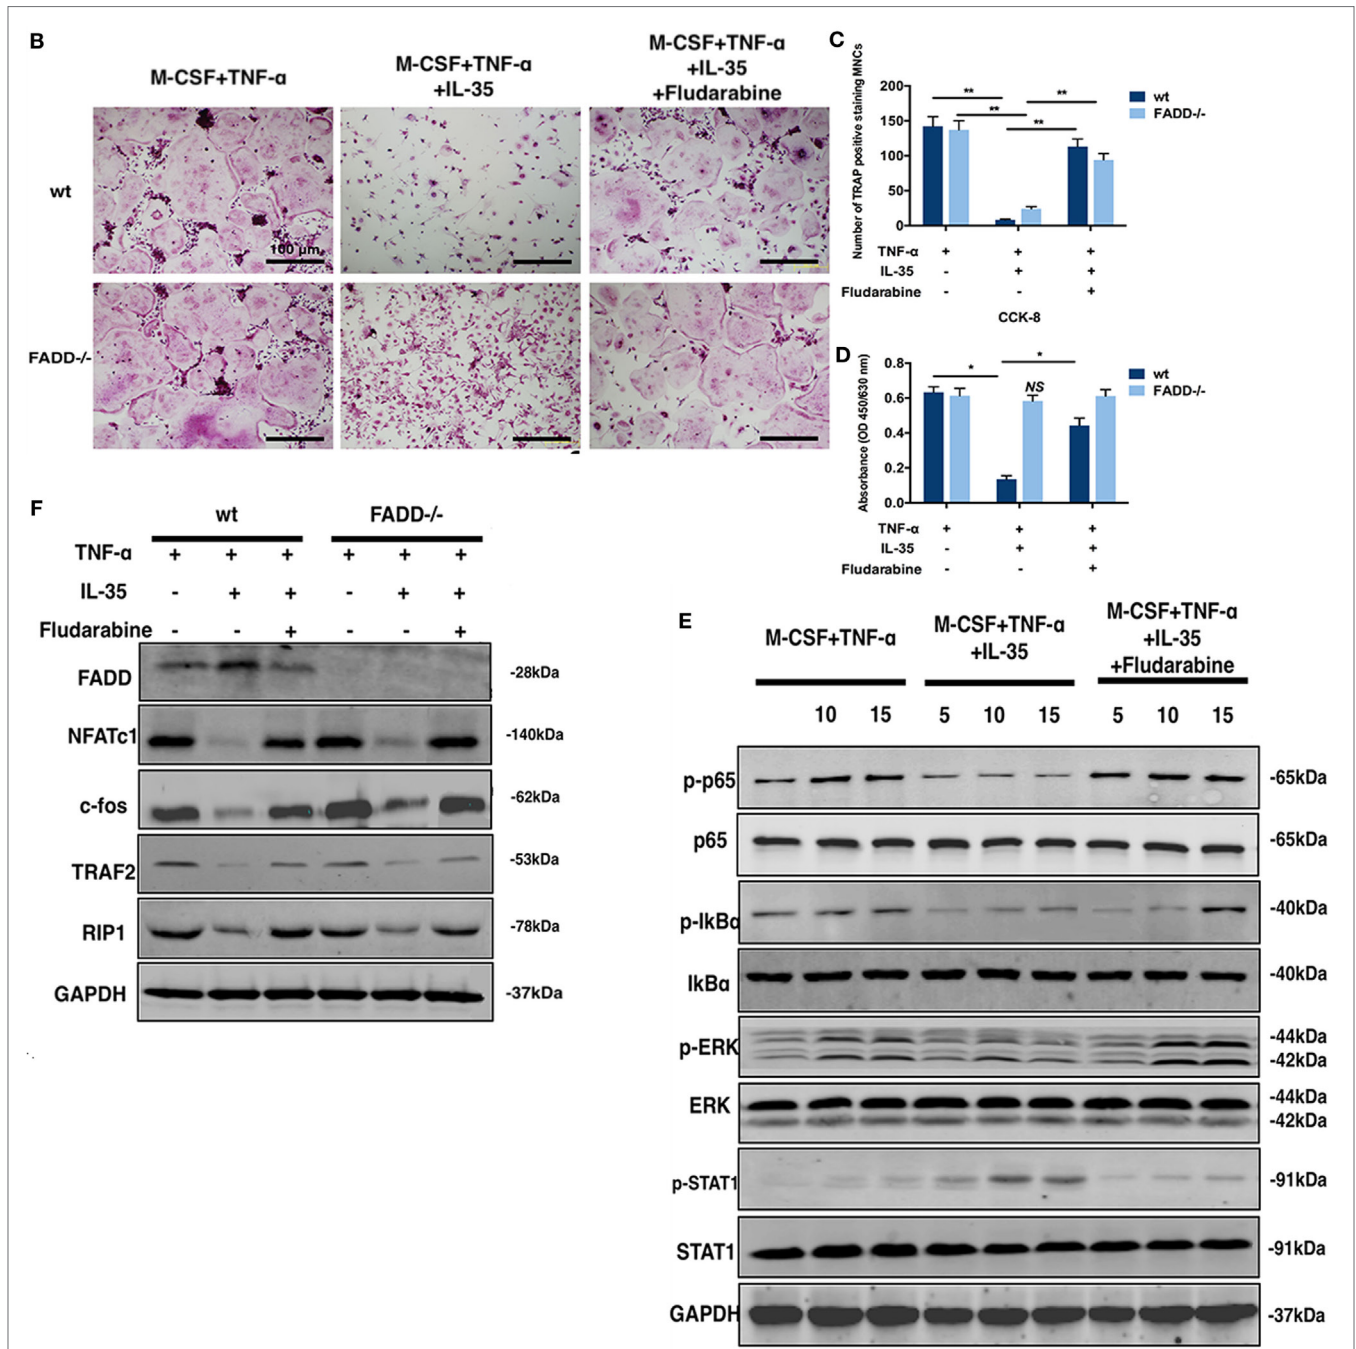 B
M-CSF+TNF-α
M-CSF+TNF-α
+IL-35
M-CSF+TNF-α
+IL-35
+Fludarabine
wt
100 μm
FADD-/-
C
Number of TRAP positive staining MNCs
200
150
100
50
0
**
**
**
**
wt
FADD-/-
TNF-α + + +
IL-35 - + +
Fludarabine - - +
CCK-8
D
Absorbance (OD 450/630 nm)
0.8
0.6
0.4
0.2
0.0
*
NS
*
wt
FADD-/-
TNF-α + + +
IL-35 - + +
Fludarabine - - +
F
wt FADD-/-
TNF-α + + + + + +
IL-35 - + + - + +
Fludarabine - - + - - +
FADD -28kDa
NFATc1 -140kDa
c-fos -62kDa
TRAF2 -53kDa
RIP1 -78kDa
GAPDH -37kDa
E
M-CSF+TNF-α
M-CSF+TNF-α
+IL-35
M-CSF+TNF-α
+IL-35
+Fludarabine
10 15 5 10 15 5 10 15
p-p65 -65kDa
p65 -65kDa
p-IkBα -40kDa
IkBα -40kDa
p-ERK -44kDa
-42kDa
ERK -44kDa
-42kDa
p-STAT1 -91kDa
STAT1 -91kDa
GAPDH -37kDa